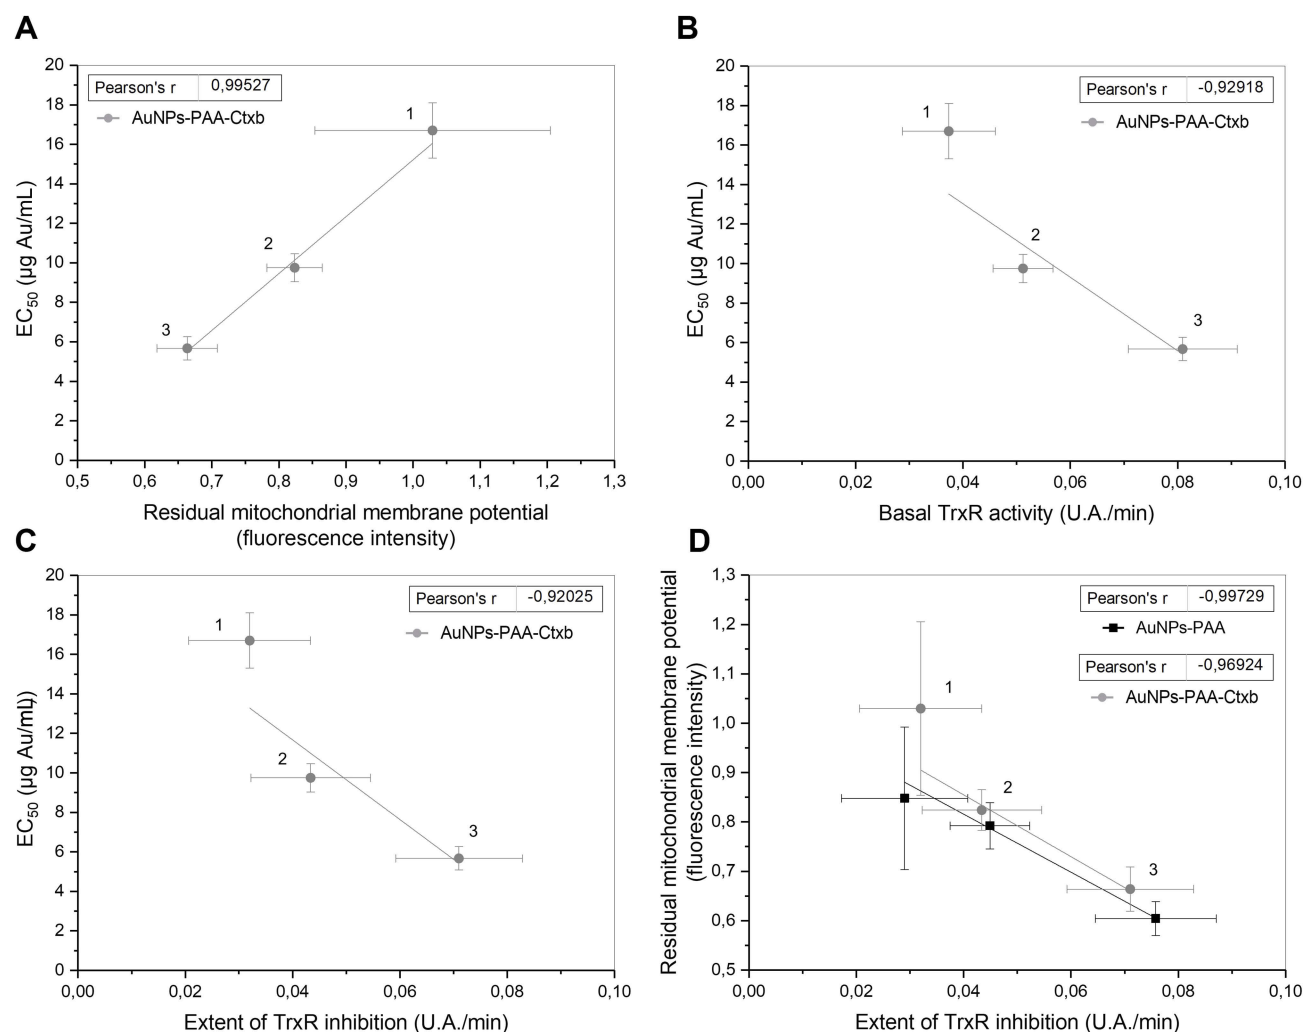 A
Pearson's r 0,99527
AuNPs-PAA-Ctxb
EC50 (µg Au/mL)
20
18
16
14
12
10
8
6
4
2
0
1
2
3
0,5 0,6 0,7 0,8 0,9 1,0 1,1 1,2 1,3
Residual mitochondrial membrane potential
(fluorescence intensity)
B
Pearson's r -0,92918
AuNPs-PAA-Ctxb
EC50 (µg Au/mL)
20
18
16
14
12
10
8
6
4
2
0
1
2
3
0,00 0,02 0,04 0,06 0,08 0,10
Basal TrxR activity (U.A./min)
C
Pearson's r -0,92025
AuNPs-PAA-Ctxb
EC50 (µg Au/mL)
20
18
16
14
12
10
8
6
4
2
0
1
2
3
0,00 0,02 0,04 0,06 0,08 0,10
Extent of TrxR inhibition (U.A./min)
D
Pearson's r -0,99729
AuNPs-PAA
Pearson's r -0,96924
AuNPs-PAA-Ctxb
Residual mitochondrial membrane potential
(fluorescence intensity)
1,3
1,2
1,1
1,0
0,9
0,8
0,7
0,6
0,5
1
2
3
0,00 0,02 0,04 0,06 0,08 0,10
Extent of TrxR inhibition (U.A./min)